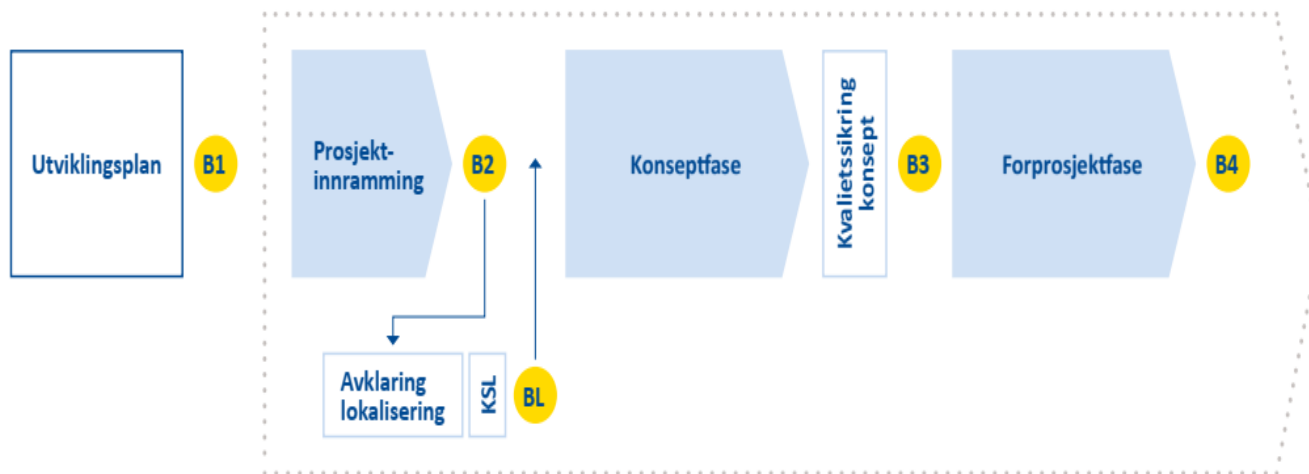 Utviklingsplan
B1
Prosjekt-
innramming
B2
Konseptfase
Kvalietssikring
konsept
B3
Forprosjektfase
B4
Avklaring
lokalisering
KSL
BL